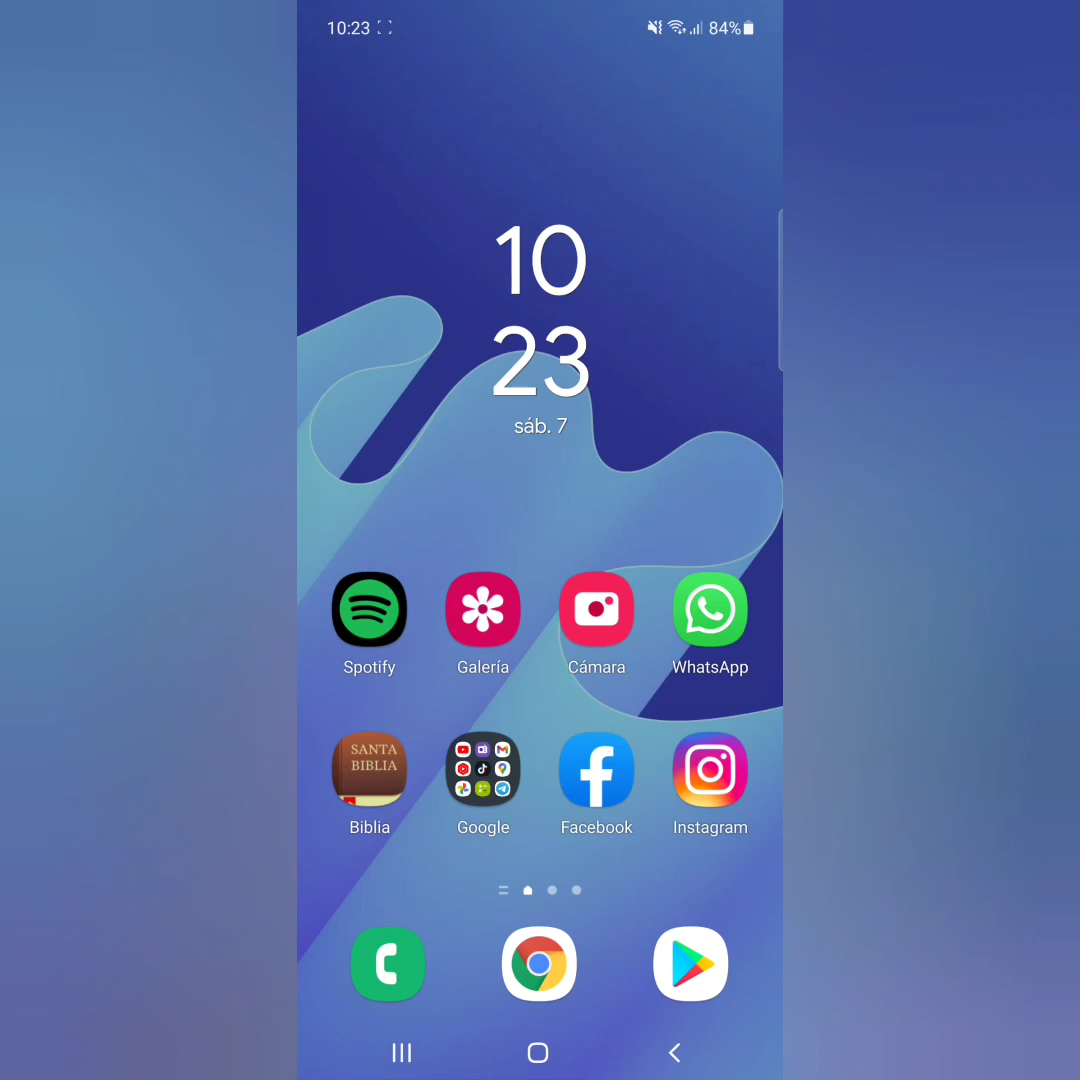 10:23
84%
10
23
sáb. 7
Spotify
Galería
Cámara
WhatsApp
SANTA
BIBLIA
Biblia
Google
Facebook
Instagram